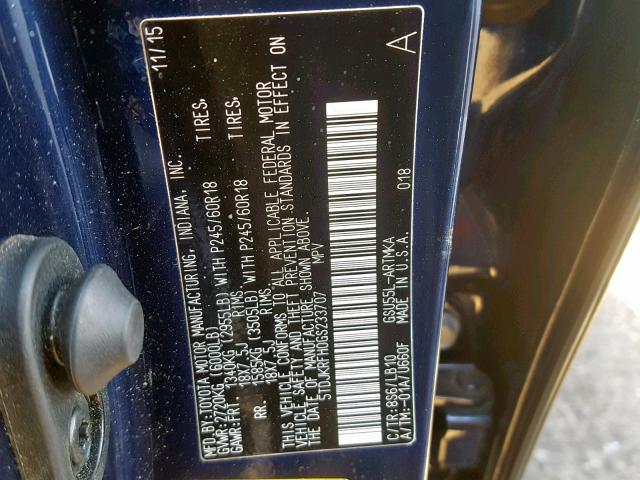 MFD.BY: TOYOTA MOTOR MANUFACTURING, INDIANA, INC. 11/15
GVWR: 2720KG (6000LB)
GAWR: FRT. 1340KG (2955LB) WITH P245/60R18 TIRES,
18X7.5J RIMS
RR. 1585KG (3505LB) WITH P245/60R18 TIRES,
18X7.5J RIMS
THIS VEHICLE CONFORMS TO ALL APPLICABLE FEDERAL MOTOR
VEHICLE SAFETY AND THEFT PREVENTION STANDARDS IN EFFECT ON
THE DATE OF MANUFACTURE SHOWN ABOVE.
5TDJKRFH0GS233707 MPV
A
018
C/TR: 8S6/LB10 GSU55L-ARTMKA
A/TM: -01A/U660F MADE IN U.S.A.